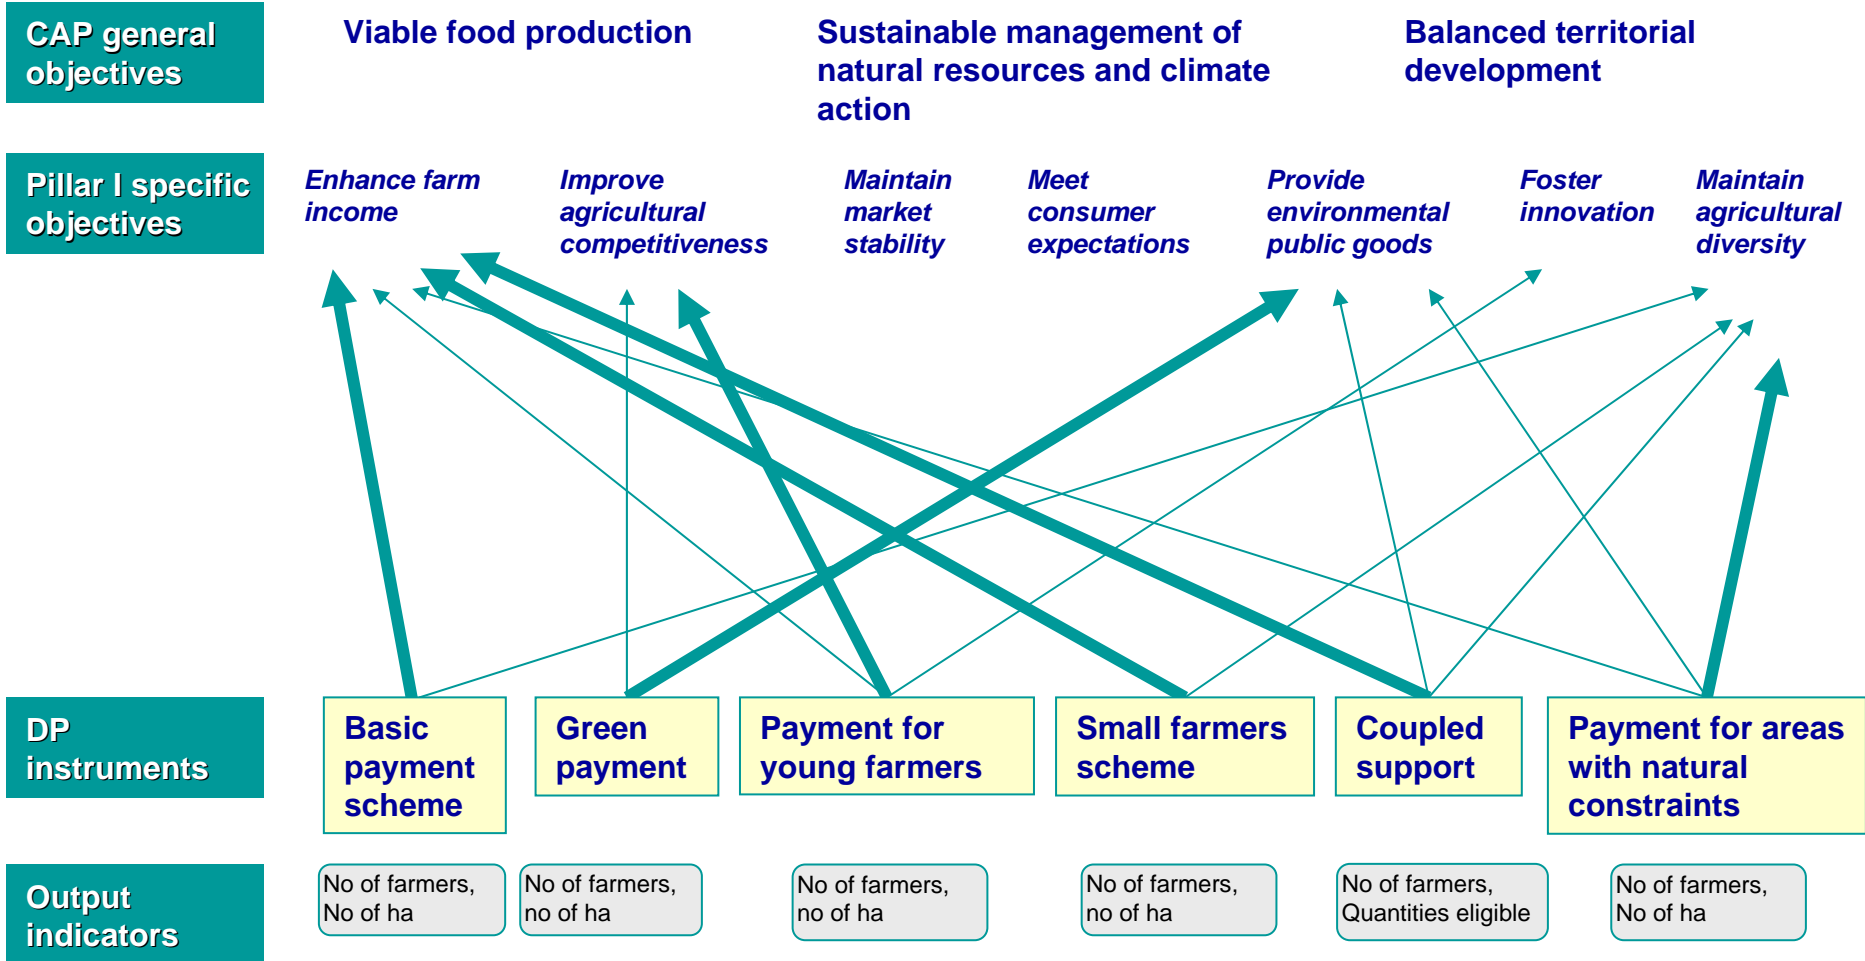 CAP general
objectives
Viable food production
Sustainable management of
natural resources and climate
action
Balanced territorial
development
Pillar I specific
objectives
Enhance farm
income
Improve
agricultural
competitiveness
Maintain
market
stability
Meet
consumer
expectations
Provide
environmental
public goods
Foster
innovation
Maintain
agricultural
diversity
DP
instruments
Basic
payment
scheme
Green
payment
Payment for
young farmers
Small farmers
scheme
Coupled
support
Payment for areas
with natural
constraints
Output
indicators
No of farmers,
No of ha
No of farmers,
no of ha
No of farmers,
no of ha
No of farmers,
no of ha
No of farmers,
Quantities eligible
No of farmers,
No of ha